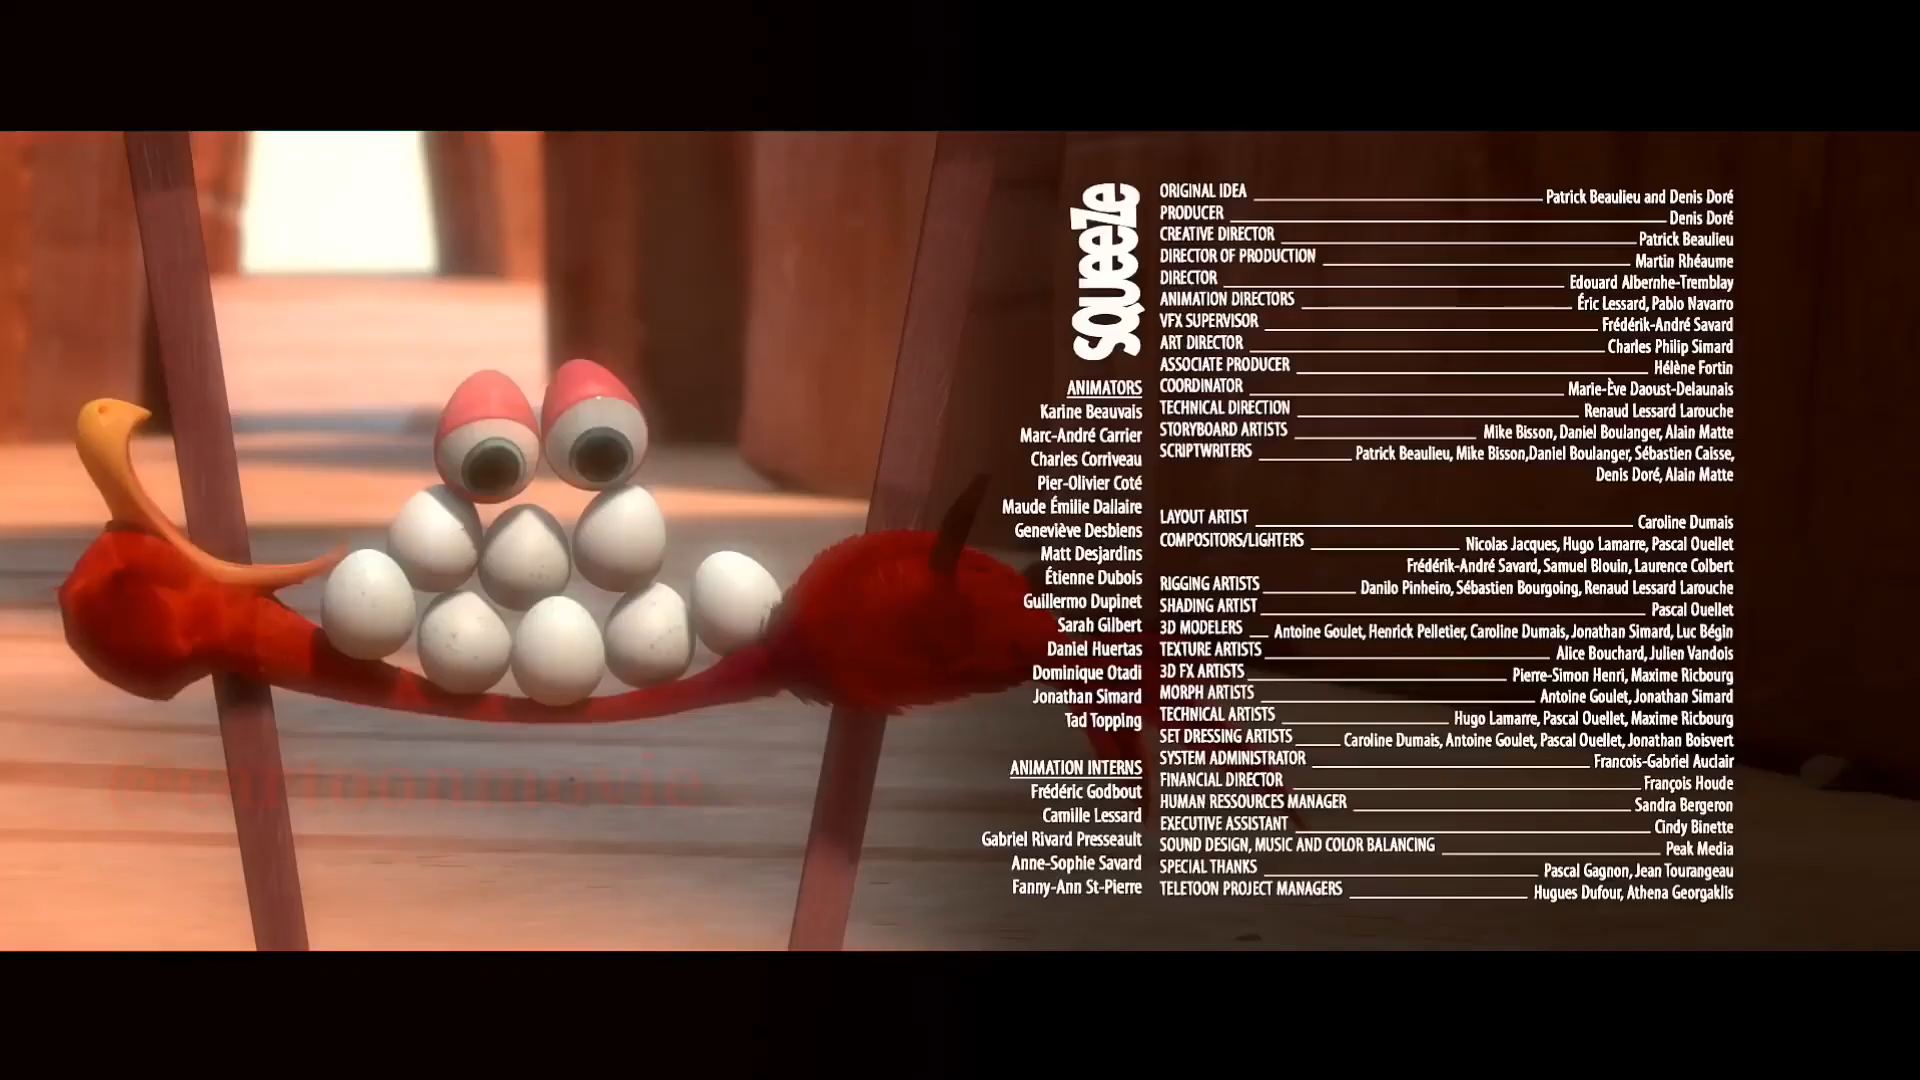 squeeze
ANIMATORS
Karine Beauvais
Marc-André Carrier
Charles Corriveau
Pier-Olivier Coté
Maude Émilie Dallaire
Geneviève Desbiens
Matt Desjardins
Étienne Dubois
Guillermo Dupinet
Sarah Gilbert
Daniel Huertas
Dominique Otadi
Jonathan Simard
Tad Topping
ANIMATION INTERNS
Frédéric Godbout
Camille Lessard
Gabriel Rivard Presseault
Anne-Sophie Savard
Fanny-Ann St-Pierre
ORIGINAL IDEA Patrick Beaulieu and Denis Doré
PRODUCER Denis Doré
CREATIVE DIRECTOR Patrick Beaulieu
DIRECTOR OF PRODUCTION Martin Rhéaume
DIRECTOR Edouard Albernhe-Tremblay
ANIMATION DIRECTORS Éric Lessard, Pablo Navarro
VFX SUPERVISOR Frédérik-André Savard
ART DIRECTOR Charles Philip Simard
ASSOCIATE PRODUCER Hélène Fortin
COORDINATOR Marie-Ève Daoust-Delaunais
TECHNICAL DIRECTION Renaud Lessard Larouche
STORYBOARD ARTISTS Mike Bisson, Daniel Boulanger, Alain Matte
SCRIPTWRITERS Patrick Beaulieu, Mike Bisson,Daniel Boulanger, Sébastien Caisse,
Denis Doré, Alain Matte
LAYOUT ARTIST Caroline Dumais
COMPOSITORS/LIGHTERS Nicolas Jacques, Hugo Lamarre, Pascal Ouellet
Frédérik-André Savard, Samuel Blouin, Laurence Colbert
RIGGING ARTISTS Danilo Pinheiro, Sébastien Bourgoing, Renaud Lessard Larouche
SHADING ARTIST Pascal Ouellet
3D MODELERS Antoine Goulet, Henrick Pelletier, Caroline Dumais, Jonathan Simard, Luc Bégin
TEXTURE ARTISTS Alice Bouchard, Julien Vandois
3D FX ARTISTS Pierre-Simon Henri, Maxime Ricbourg
MORPH ARTISTS Antoine Goulet, Jonathan Simard
TECHNICAL ARTISTS Hugo Lamarre, Pascal Ouellet, Maxime Ricbourg
SET DRESSING ARTISTS Caroline Dumais, Antoine Goulet, Pascal Ouellet, Jonathan Boisvert
SYSTEM ADMINISTRATOR Francois-Gabriel Auclair
FINANCIAL DIRECTOR François Houde
HUMAN RESSOURCES MANAGER Sandra Bergeron
EXECUTIVE ASSISTANT Cindy Binette
SOUND DESIGN, MUSIC AND COLOR BALANCING Peak Media
SPECIAL THANKS Pascal Gagnon, Jean Tourangeau
TELETOON PROJECT MANAGERS Hugues Dufour, Athena Georgaklis
@cartoonmovie